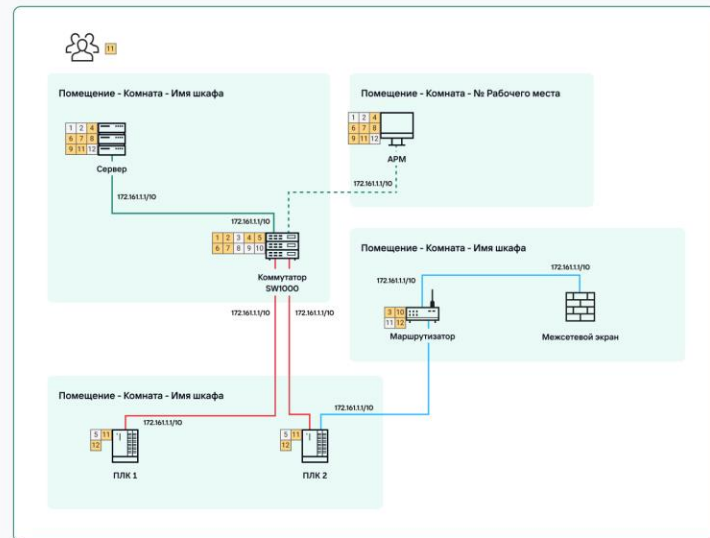 11
Помещение - Комната - Имя шкафа
1 2 4
6 7 8
9 11 12
Сервер
172.161.1.1/10
172.161.1.1/10
1 2 3 4 5
6 7 8 9 10
Коммутатор
SW1000
172.161.1.1/10
172.161.1.1/10
Помещение - Комната - № Рабочего места
1 2 4
6 7 8
9 11 12
АРМ
172.161.1.1/10
Помещение - Комната - Имя шкафа
172.161.1.1/10
172.161.1.1/10
3 10
11 12
Маршрутизатор
Межсетевой экран
Помещение - Комната - Имя шкафа
172.161.1.1/10
5 11
12
ПЛК 1
172.161.1.1/10
5 11
12
ПЛК 2